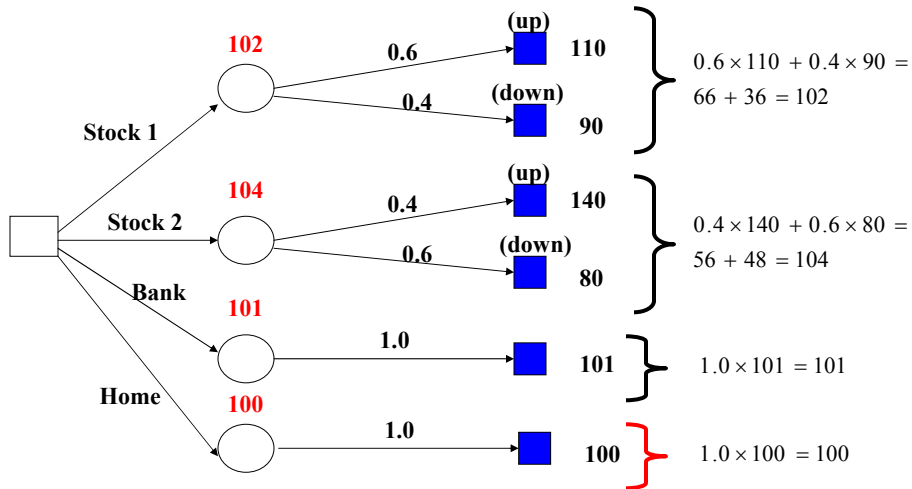 (up)
102
0.6
110
0.6 × 110 + 0.4 × 90 =
66 + 36 = 102
(down)
0.4
90
Stock 1
(up)
104
0.4
140
0.4 × 140 + 0.6 × 80 =
56 + 48 = 104
Stock 2
(down)
0.6
80
Bank
101
1.0
101
1.0 × 101 = 101
Home
100
1.0
100
1.0 × 100 = 100